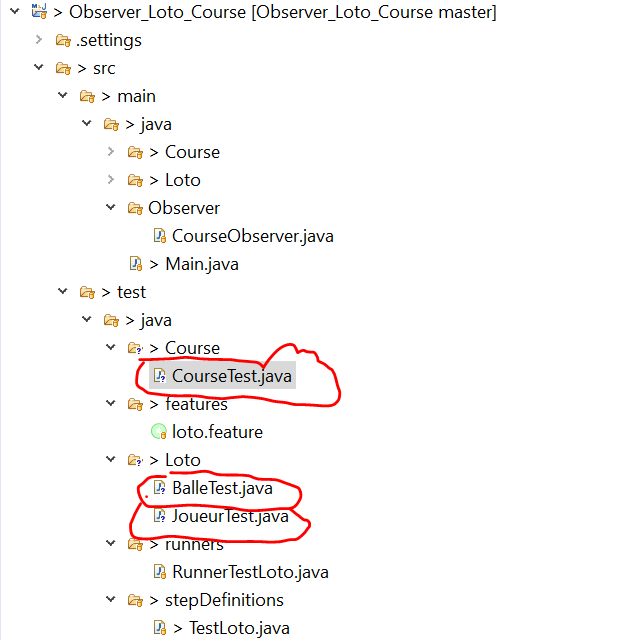 > Observer_Loto_Course [Observer_Loto_Course master]
.settings
> src
> main
> java
> Course
> Loto
Observer
CourseObserver.java
> Main.java
> test
> java
> Course
CourseTest.java
> features
loto.feature
> Loto
BalleTest.java
JoueurTest.java
> runners
RunnerTestLoto.java
> stepDefinitions
> TestLoto.java